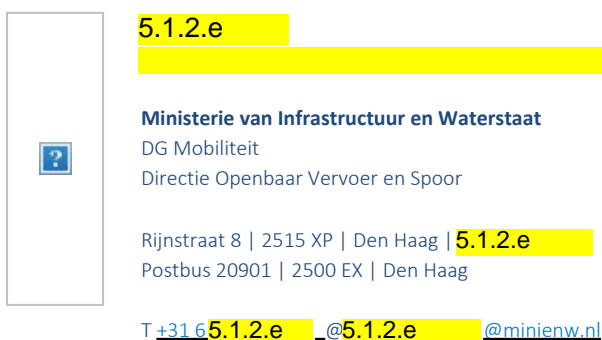 5.1.2.e
Ministerie van Infrastructuur en Waterstaat
DG Mobiliteit
Directie Openbaar Vervoer en Spoor
Rijnstraat 8 | 2515 XP | Den Haag | 5.1.2.e
Postbus 20901 | 2500 EX | Den Haag
T +31 6 5.1.2.e @5.1.2.e @minienw.nl